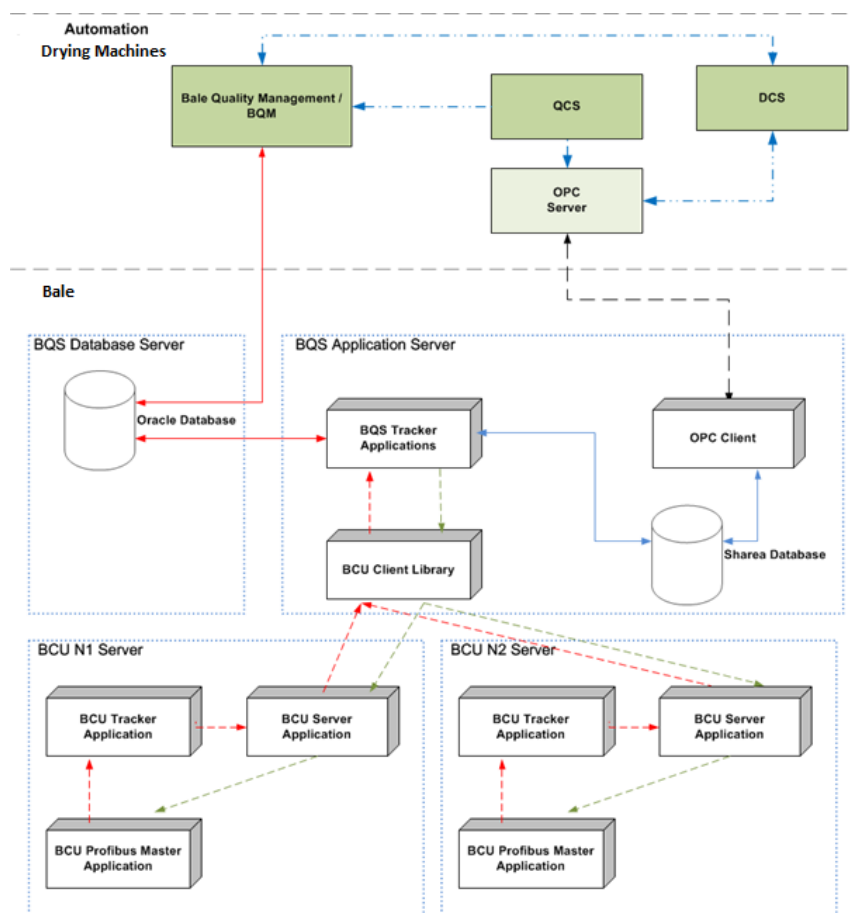 Automation
Drying Machines
Bale Quality Management /
BQM
QCS
DCS
OPC
Server
Bale
BQS Database Server
BQS Application Server
Oracle Database
BQS Tracker
Applications
OPC Client
BCU Client Library
Sharea Database
BCU N1 Server
BCU N2 Server
BCU Tracker
Application
BCU Server
Application
BCU Tracker
Application
BCU Server
Application
BCU Profibus Master
Application
BCU Profibus Master
Application